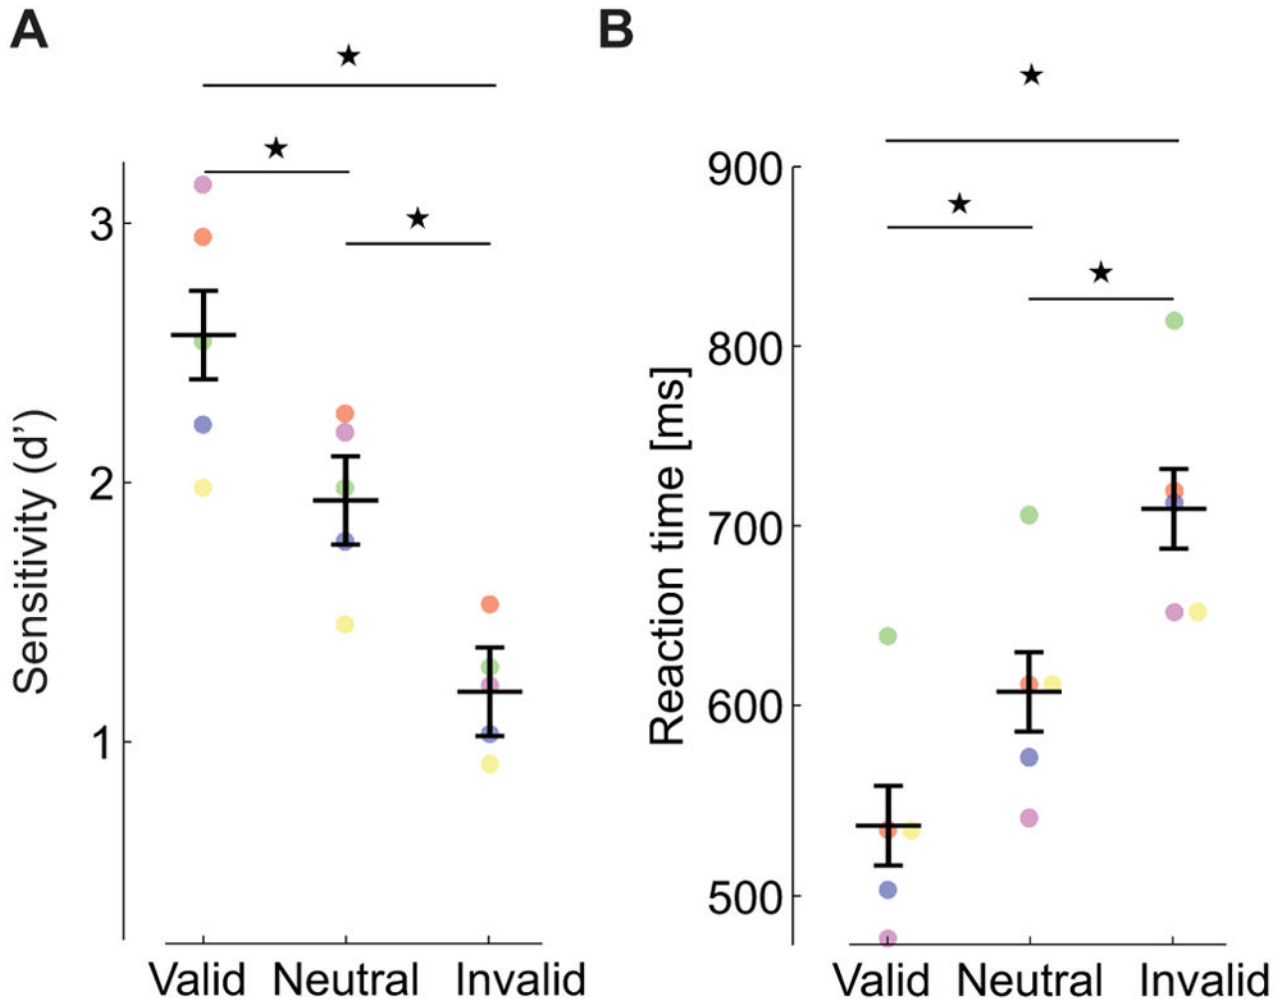 A
3
2
1
Sensitivity (d’)
Valid Neutral Invalid
B
900
800
700
600
500
Reaction time [ms]
Valid Neutral Invalid